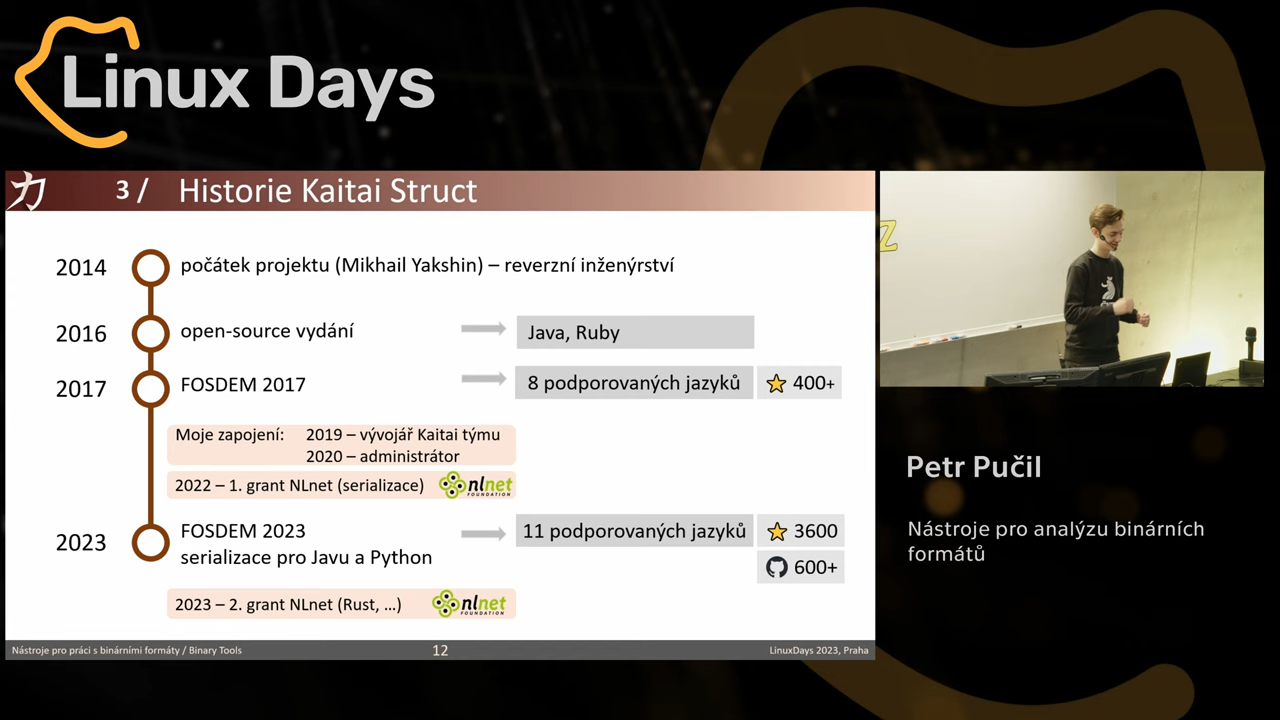 Linux Days
力 3 / Historie Kaitai Struct
2014 počátek projektu (Mikhail Yakshin) – reverzní inženýrství
2016 open-source vydání Java, Ruby
2017 FOSDEM 2017 8 podporovaných jazyků 400+
Moje zapojení: 2019 – vývojář Kaitai týmu
2020 – administrátor
2022 – 1. grant NLnet (serializace) nlnet FOUNDATION
2023 FOSDEM 2023 11 podporovaných jazyků 3600
serializace pro Javu a Python 600+
2023 – 2. grant NLnet (Rust, …) nlnet FOUNDATION
Nástroje pro práci s binárními formáty / Binary Tools 12 LinuxDays 2023, Praha
Z
Petr Pučil
Nástroje pro analýzu binárních
formátů